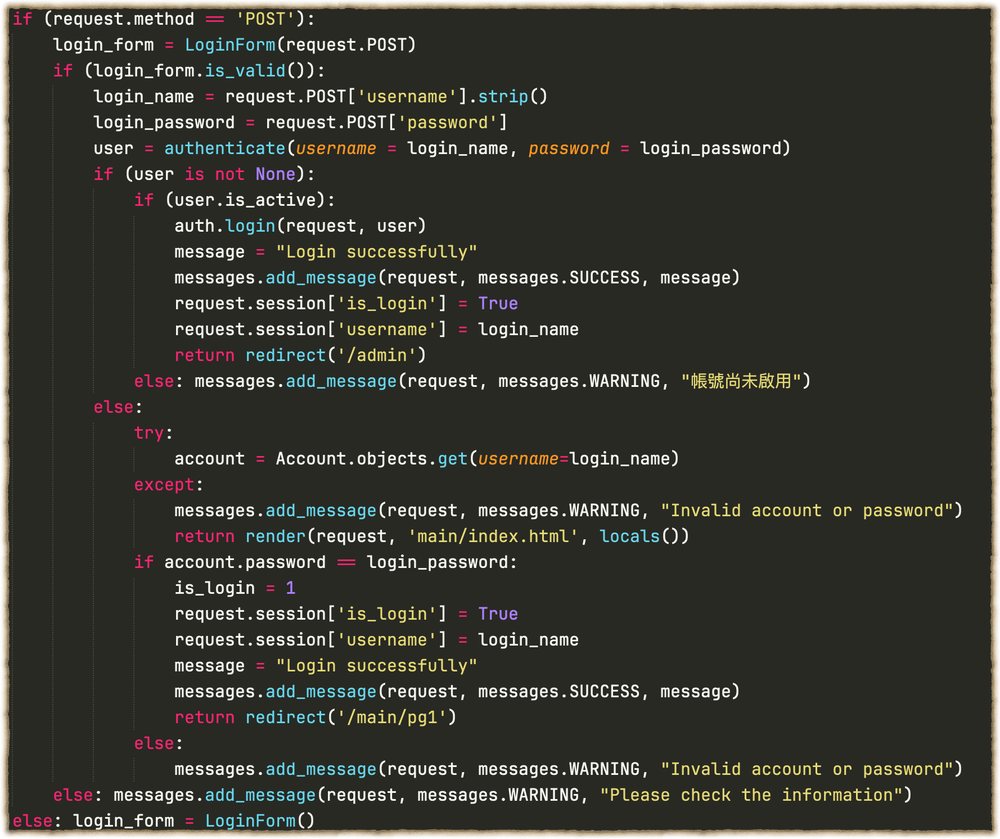 if (request.method == 'POST'):
    login_form = LoginForm(request.POST)
    if (login_form.is_valid()):
        login_name = request.POST['username'].strip()
        login_password = request.POST['password']
        user = authenticate(username = login_name, password = login_password)
        if (user is not None):
            if (user.is_active):
                auth.login(request, user)
                message = "Login successfully"
                messages.add_message(request, messages.SUCCESS, message)
                request.session['is_login'] = True
                request.session['username'] = login_name
                return redirect('/admin')
            else: messages.add_message(request, messages.WARNING, "帳號尚未啟用")
        else:
            try:
                account = Account.objects.get(username=login_name)
            except:
                messages.add_message(request, messages.WARNING, "Invalid account or password")
                return render(request, 'main/index.html', locals())
            if account.password == login_password:
                is_login = 1
                request.session['is_login'] = True
                request.session['username'] = login_name
                message = "Login successfully"
                messages.add_message(request, messages.SUCCESS, message)
                return redirect('/main/pg1')
            else:
                messages.add_message(request, messages.WARNING, "Invalid account or password")
    else: messages.add_message(request, messages.WARNING, "Please check the information")
else: login_form = LoginForm()